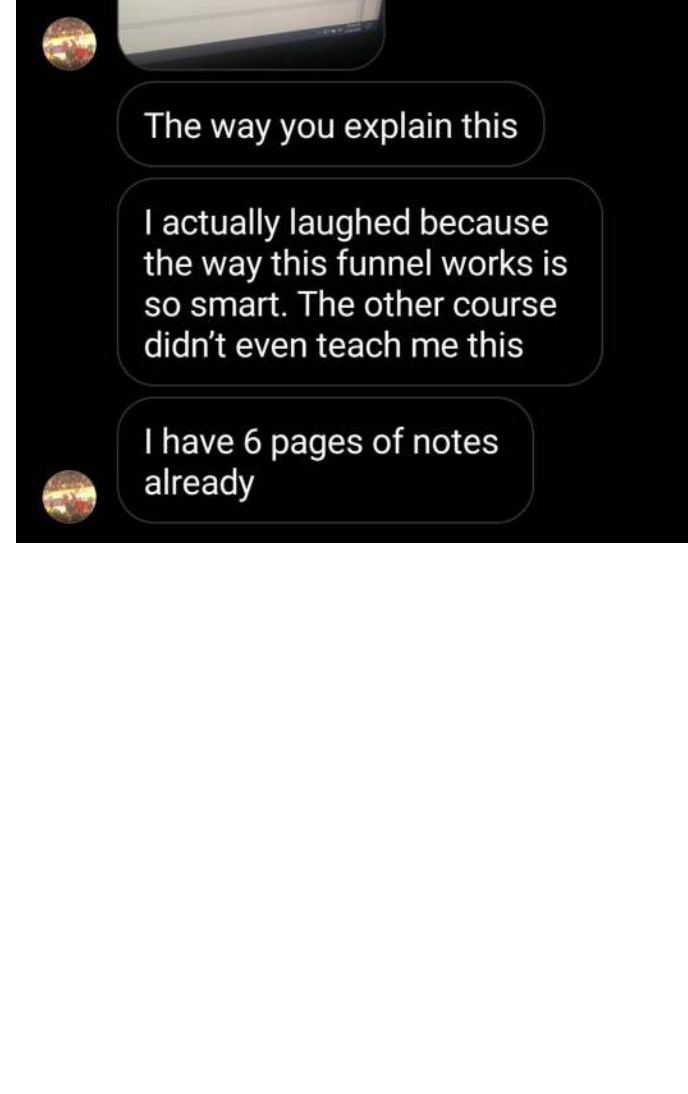 The way you explain this
I actually laughed because
the way this funnel works is
so smart. The other course
didn't even teach me this
I have 6 pages of notes
already